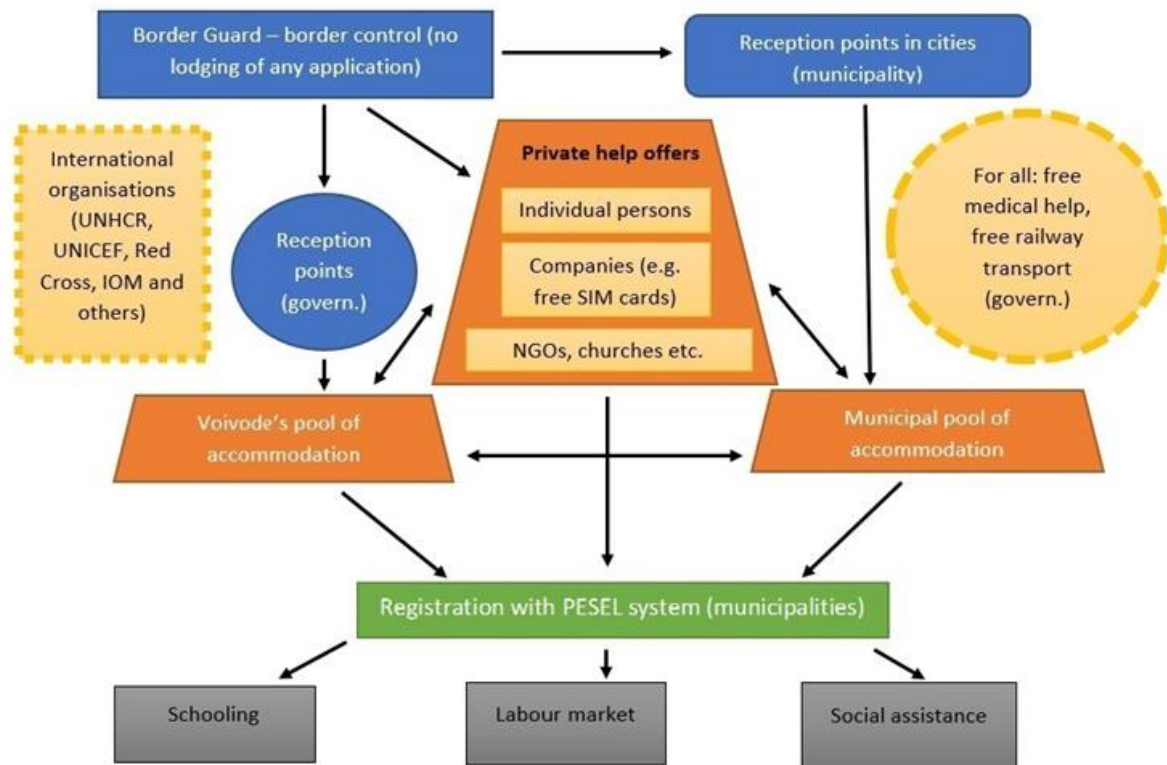 Border Guard – border control (no
lodging of any application)
Reception points in cities
(municipality)
International
organisations
(UNHCR,
UNICEF, Red
Cross, IOM and
others)
Reception
points
(govern.)
Private help offers
Individual persons
Companies (e.g.
free SIM cards)
NGOs, churches etc.
For all: free
medical help,
free railway
transport
(govern.)
Voivode's pool of
accommodation
Municipal pool of
accommodation
Registration with PESEL system (municipalities)
Schooling
Labour market
Social assistance